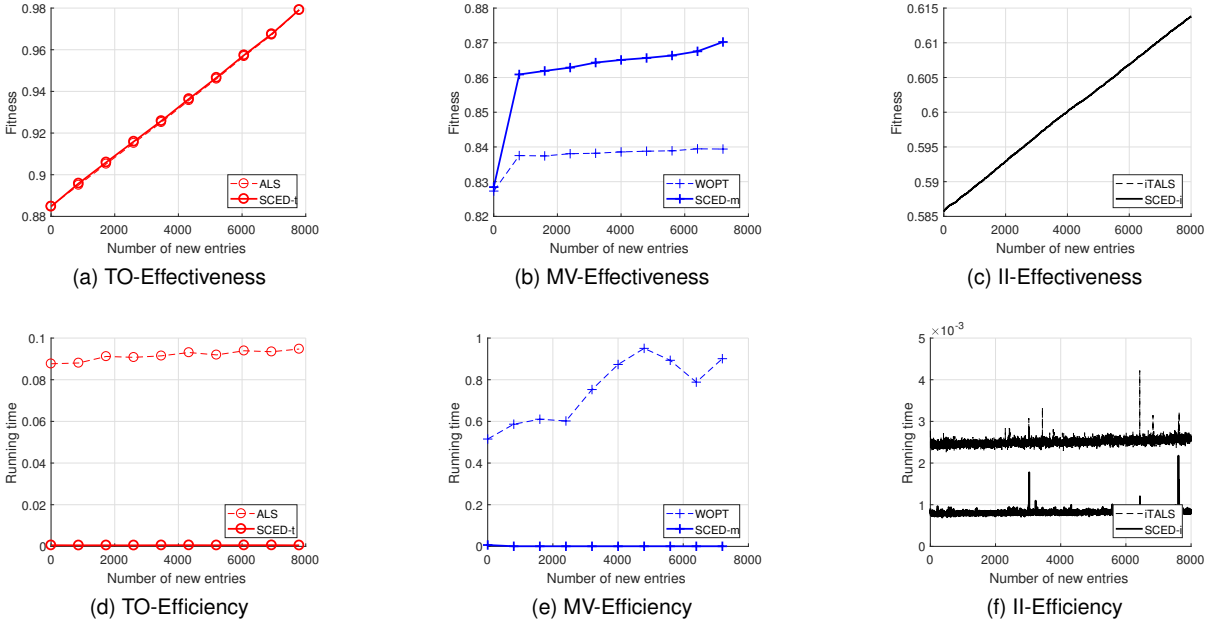 0.98
0.96
0.94
0.92
0.9
0.88
Fitness
0 2000 4000 6000 8000
Number of new entries
ALS
SCED-t
(a) TO-Effectiveness
0.88
0.87
0.86
0.85
0.84
0.83
0.82
Fitness
0 2000 4000 6000 8000
Number of new entries
WOPT
SCED-m
(b) MV-Effectiveness
0.615
0.61
0.605
0.6
0.595
0.59
0.585
Fitness
0 2000 4000 6000 8000
Number of new entries
iTALS
SCED-i
(c) II-Effectiveness
0.1
0.08
0.06
0.04
0.02
0
Running time
0 2000 4000 6000 8000
Number of new entries
ALS
SCED-t
(d) TO-Efficiency
1
0.8
0.6
0.4
0.2
0
Running time
0 2000 4000 6000 8000
Number of new entries
WOPT
SCED-m
(e) MV-Efficiency
×10⁻³
5
4
3
2
1
0
Running time
0 2000 4000 6000 8000
Number of new entries
iTALS
SCED-i
(f) II-Efficiency